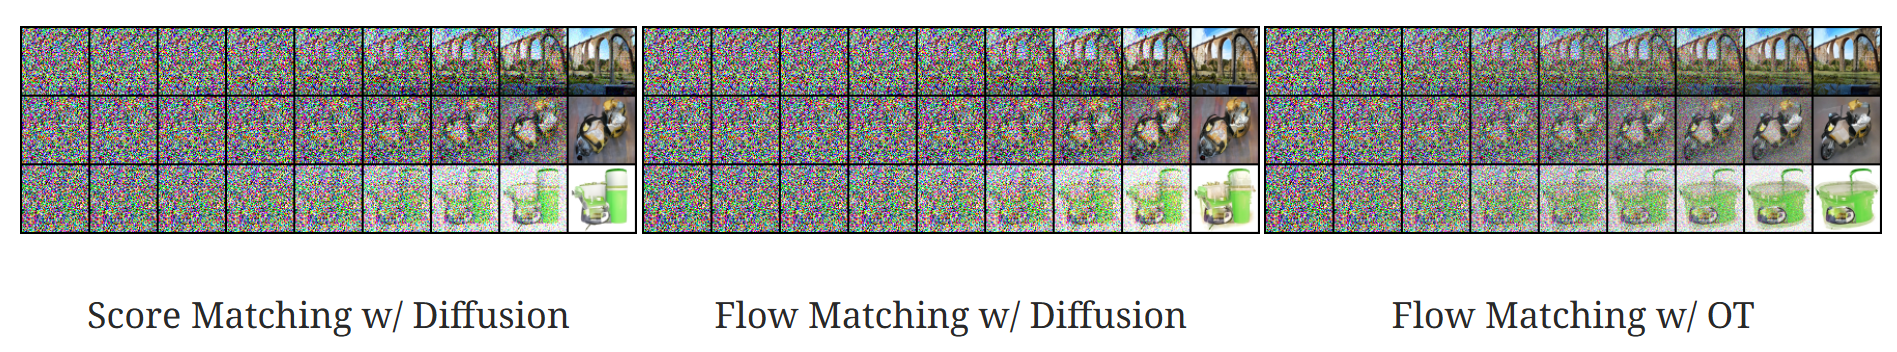 Score Matching w/ Diffusion
Flow Matching w/ Diffusion
Flow Matching w/ OT